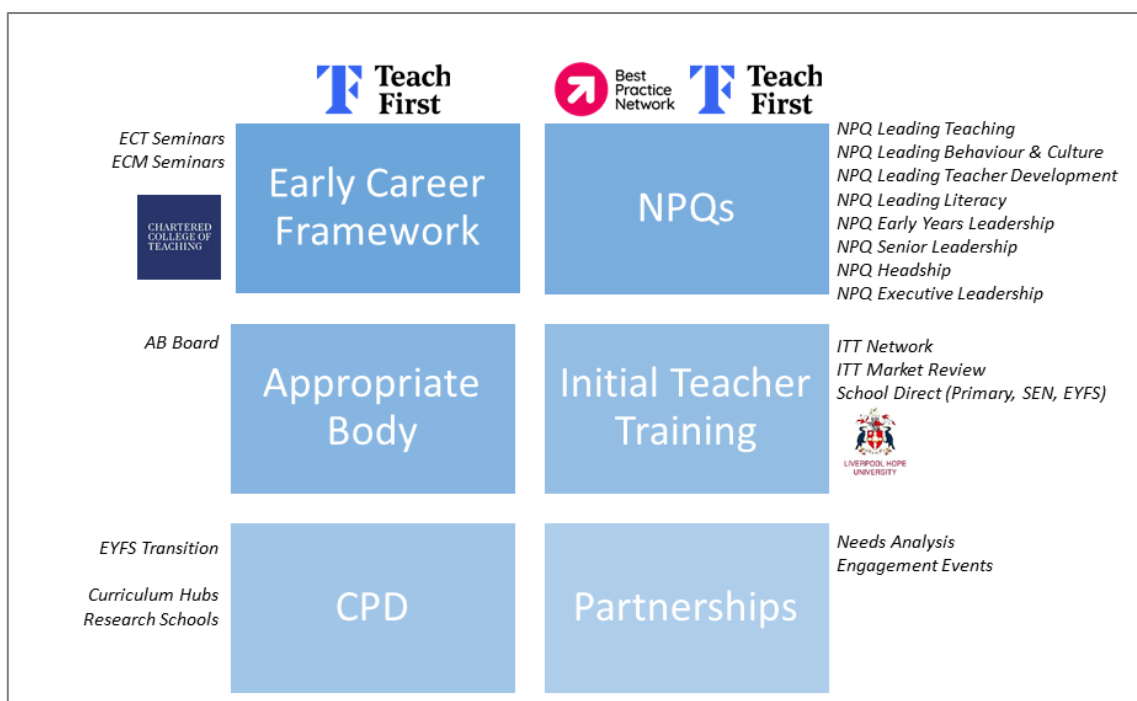 Teach
First
Best
Practice
Network
Teach
First
ECT Seminars
ECM Seminars
CHARTERED
COLLEGE OF
TEACHING
Early Career
Framework
NPQs
NPQ Leading Teaching
NPQ Leading Behaviour & Culture
NPQ Leading Teacher Development
NPQ Leading Literacy
NPQ Early Years Leadership
NPQ Senior Leadership
NPQ Headship
NPQ Executive Leadership
AB Board
Appropriate
Body
Initial Teacher
Training
ITT Network
ITT Market Review
School Direct (Primary, SEN, EYFS)
LIVERPOOL HOPE
UNIVERSITY
EYFS Transition
Curriculum Hubs
Research Schools
CPD
Partnerships
Needs Analysis
Engagement Events